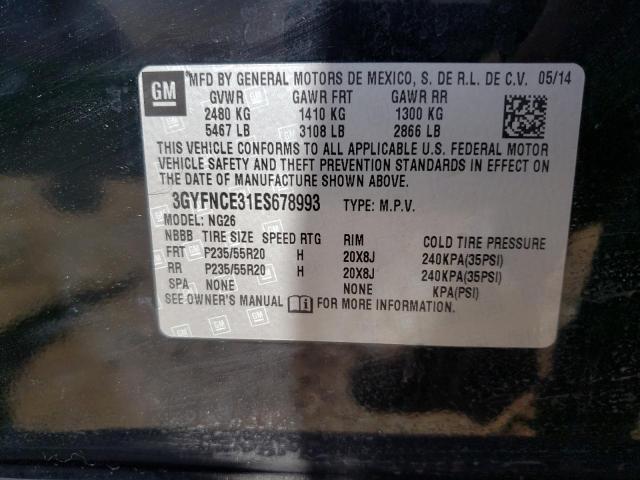 GM MFD BY GENERAL MOTORS DE MEXICO, S. DE R.L. DE C.V. 05/14
GVWR GAWR FRT GAWR RR
2480 KG 1410 KG 1300 KG
5467 LB 3108 LB 2866 LB
THIS VEHICLE CONFORMS TO ALL APPLICABLE U.S. FEDERAL MOTOR
VEHICLE SAFETY AND THEFT PREVENTION STANDARDS IN EFFECT ON
THE DATE OF MANUFACTURE SHOWN ABOVE.
3GYFNCE31ES678993 TYPE: M.P.V.
MODEL: NG26
NBBB TIRE SIZE SPEED RTG RIM COLD TIRE PRESSURE
FRT P235/55R20 H 20X8J 240KPA(35PSI)
RR P235/55R20 H 20X8J 240KPA(35PSI)
SPA NONE NONE KPA(PSI)
SEE OWNER'S MANUAL FOR MORE INFORMATION.